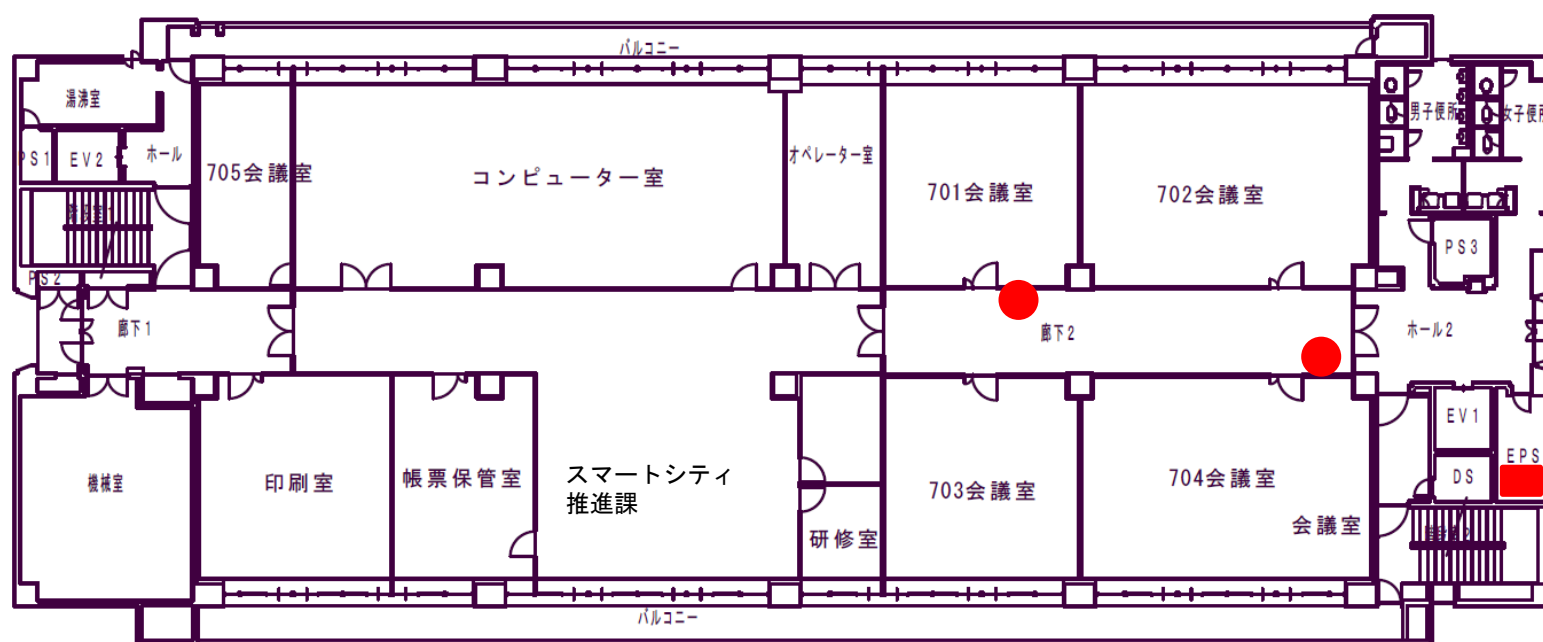 バルコニー
湯沸室
男子便所
女子便所
PS1
EV2
ホール
705会議室
コンピューター室
オペレーター室
701会議室
702会議室
PS3
PS2
廊下1
廊下2
ホール2
EV1
EPS
DS
機械室
印刷室
帳票保管室
スマートシティ
推進課
研修室
703会議室
704会議室
会議室
バルコニー